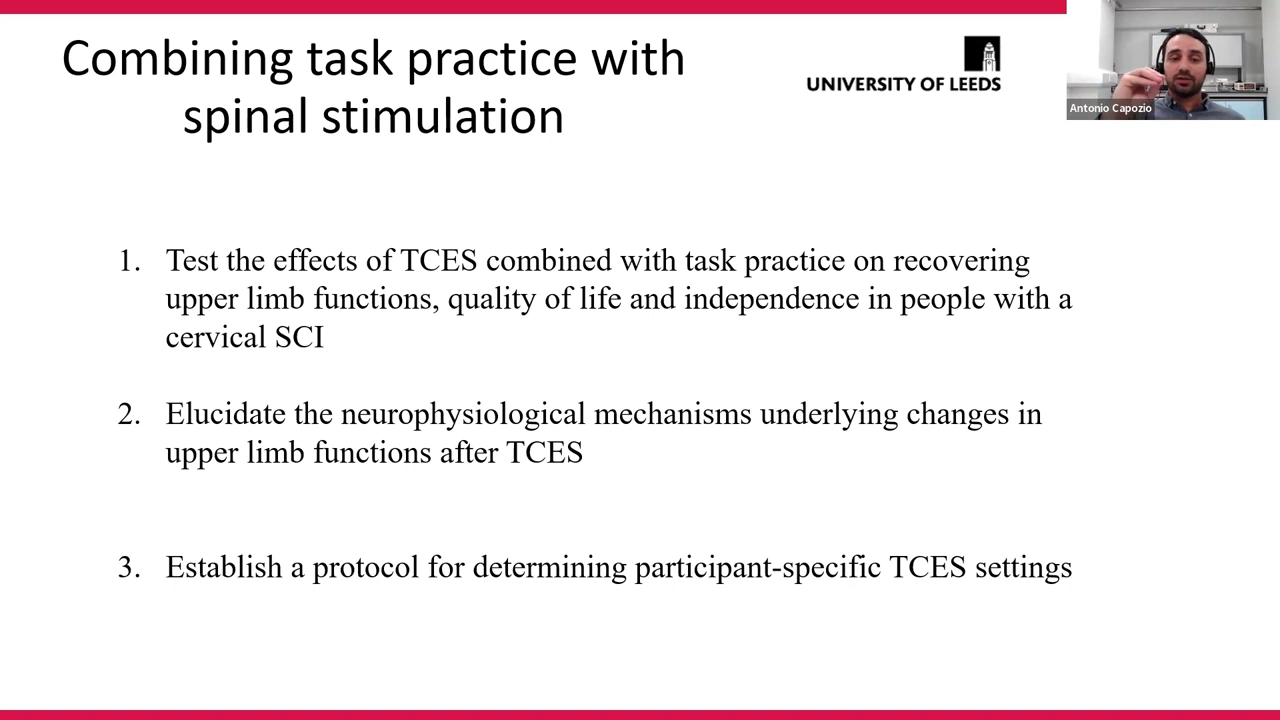 Combining task practice with
spinal stimulation
UNIVERSITY OF LEEDS
Antonio Capozio
1. Test the effects of TCES combined with task practice on recovering
upper limb functions, quality of life and independence in people with a
cervical SCI
2. Elucidate the neurophysiological mechanisms underlying changes in
upper limb functions after TCES
3. Establish a protocol for determining participant-specific TCES settings